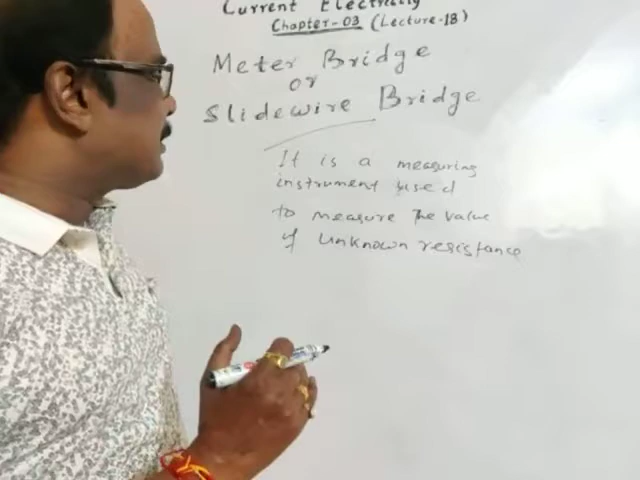 Current Electricity
Chapter-03 (Lecture-18)
Meter Bridge
or
Slidewire Bridge
It is a measuring
instrument used
to measure The value
of unknown resistance